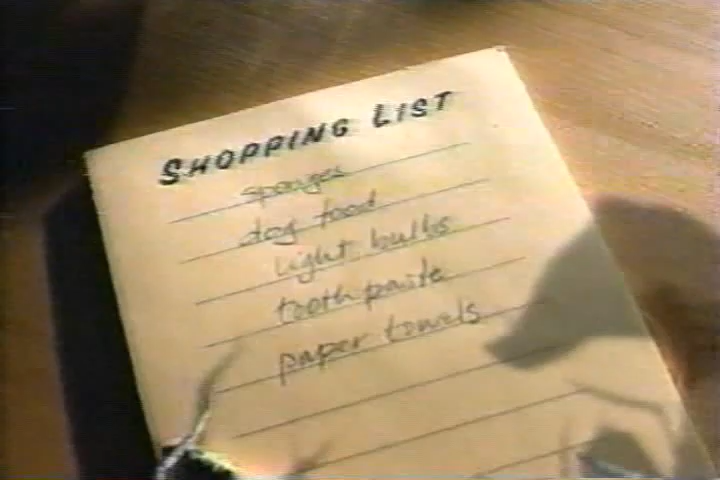 SHOPPING LIST
sponges
dog food
light bulbs
tooth paste
paper towels